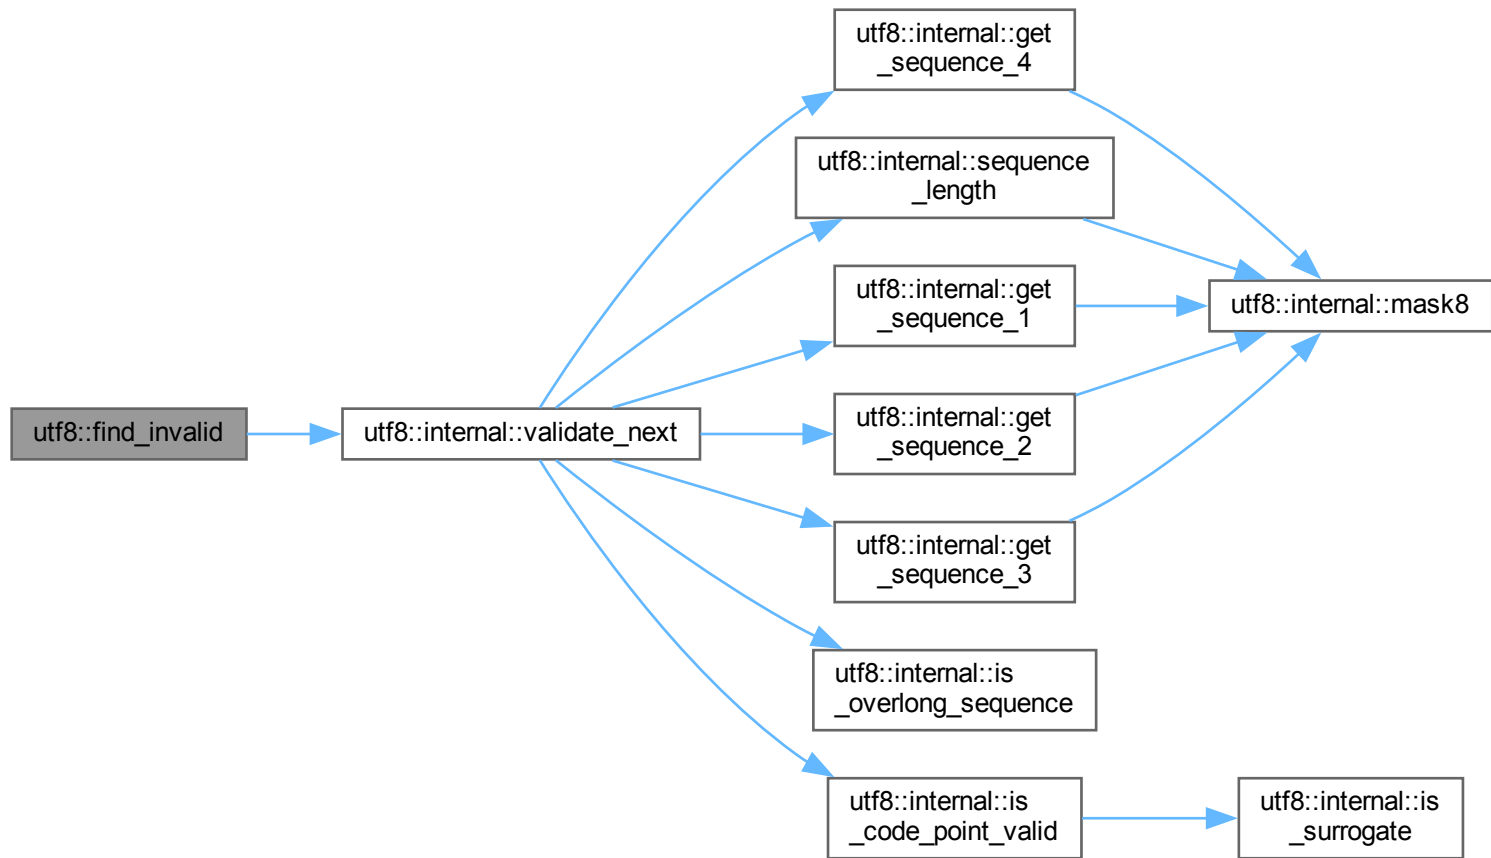 utf8::find_invalid
utf8::internal::validate_next
utf8::internal::get
_sequence_4
utf8::internal::sequence
_length
utf8::internal::get
_sequence_1
utf8::internal::get
_sequence_2
utf8::internal::get
_sequence_3
utf8::internal::is
_overlong_sequence
utf8::internal::is
_code_point_valid
utf8::internal::mask8
utf8::internal::is
_surrogate